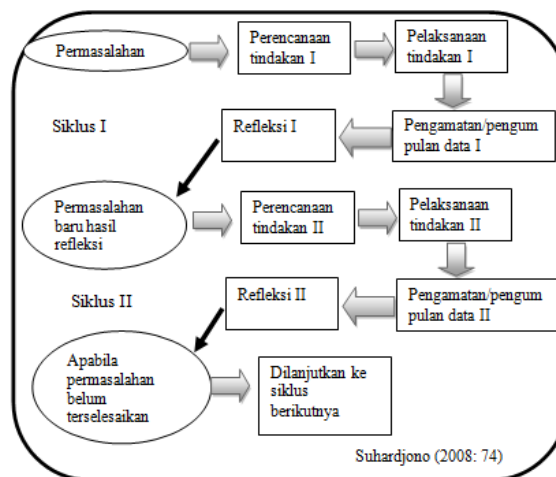 Permasalahan
Perencanaan
tindakan I
Pelaksanaan
tindakan I
Siklus I
Refleksi I
Pengamatan/pengum
pulan data I
Permasalahan
baru hasil
refleksi
Perencanaan
tindakan II
Pelaksanaan
tindakan II
Siklus II
Refleksi II
Pengamatan/pengum
pulan data II
Apabila
permasalahan
belum
terselesaikan
Dilanjutkan ke
siklus
berikutnya
Suhardjono (2008: 74)